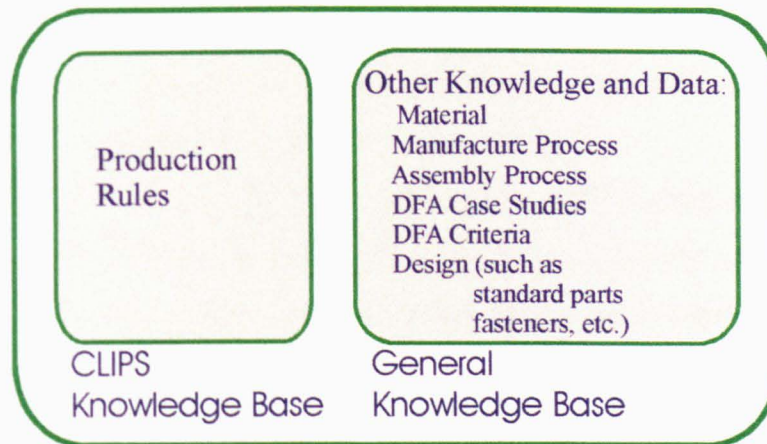 Production
Rules
CLIPS
Knowledge Base
Other Knowledge and Data:
Material
Manufacture Process
Assembly Process
DFA Case Studies
DFA Criteria
Design (such as
standard parts
fasteners, etc.)
General
Knowledge Base